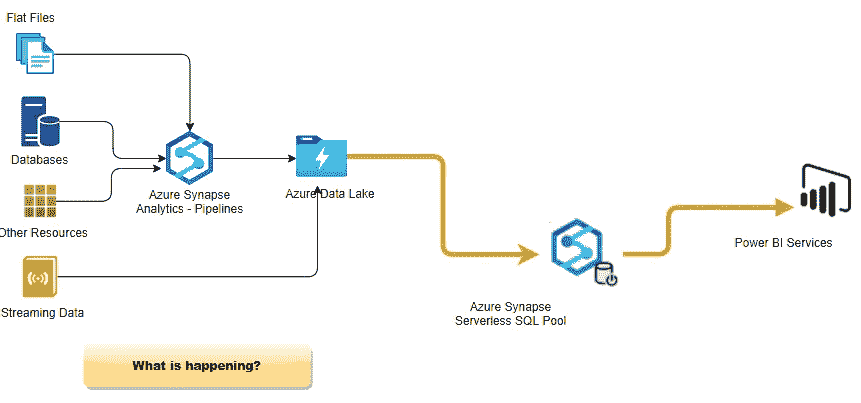 Flat Files
Databases
Other Resources
Streaming Data
Azure Synapse
Analytics - Pipelines
Azure Data Lake
Azure Synapse
Serverless SQL Pool
Power BI Services
What is happening?